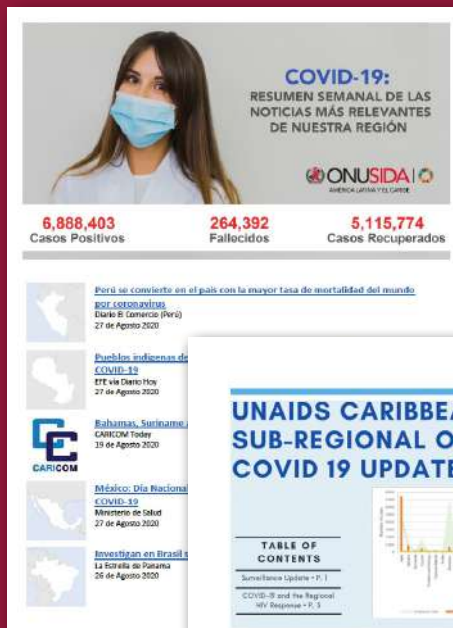 COVID-19:
RESUMEN SEMANAL DE LAS
NOTICIAS MÁS RELEVANTES
DE NUESTRA REGIÓN
ONUSIDA
AMÉRICA LATINA Y EL CARIBE
6,888,403
Casos Positivos
264,392
Fallecidos
5,115,774
Casos Recuperados
Perú se convierte en el país con la mayor tasa de mortalidad del mundo
por coronavirus
Diario El Comercio (Perú)
27 de Agosto 2020
Pueblos indígenas de
COVID-19
EFE vía Diario Hoy
27 de Agosto 2020
CARICOM
Bahamas, Suriname
CARICOM Today
19 de Agosto 2020
México: Día Nacional
COVID-19
Ministerio de Salud
27 de Agosto 2020
Investigan en Brasil s
La Estrella de Panama
26 de Agosto 2020
UNAIDS CARIBBEA
SUB-REGIONAL O
COVID 19 UPDATE
TABLE OF
CONTENTS
Surveillance Update • P. 1
COVID-19 and the Regional
HIV Response • P. 3